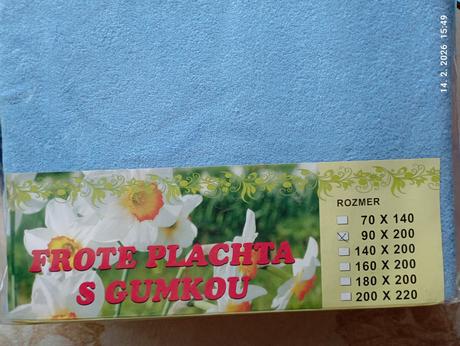 14. 2. 2026 15:49
FROTE PLACHTA
S GUMKOU
ROZMER
70 X 140
90 X 200
140 X 200
160 X 200
180 X 200
200 X 220